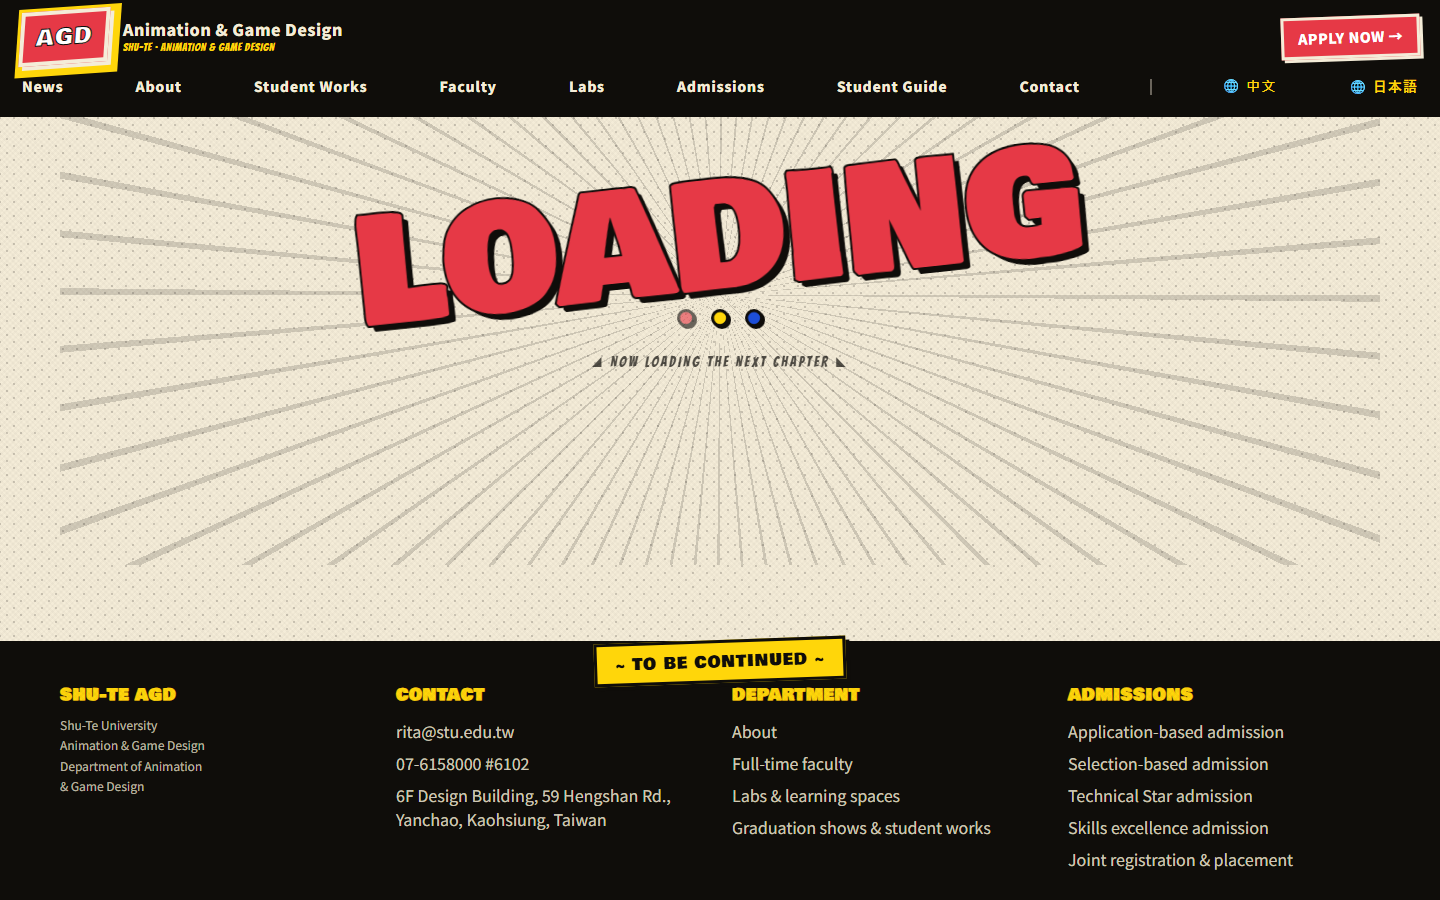 AGD
Animation & Game Design
SHU-TE · ANIMATION & GAME DESIGN
APPLY NOW →
News
About
Student Works
Faculty
Labs
Admissions
Student Guide
Contact
中文
日本語
LOADING
NOW LOADING THE NEXT CHAPTER
~ TO BE CONTINUED ~
SHU-TE AGD
Shu-Te University
Animation & Game Design
Department of Animation
& Game Design
CONTACT
rita@stu.edu.tw
07-6158000 #6102
6F Design Building, 59 Hengshan Rd.,
Yanchao, Kaohsiung, Taiwan
DEPARTMENT
About
Full-time faculty
Labs & learning spaces
Graduation shows & student works
ADMISSIONS
Application-based admission
Selection-based admission
Technical Star admission
Skills excellence admission
Joint registration & placement